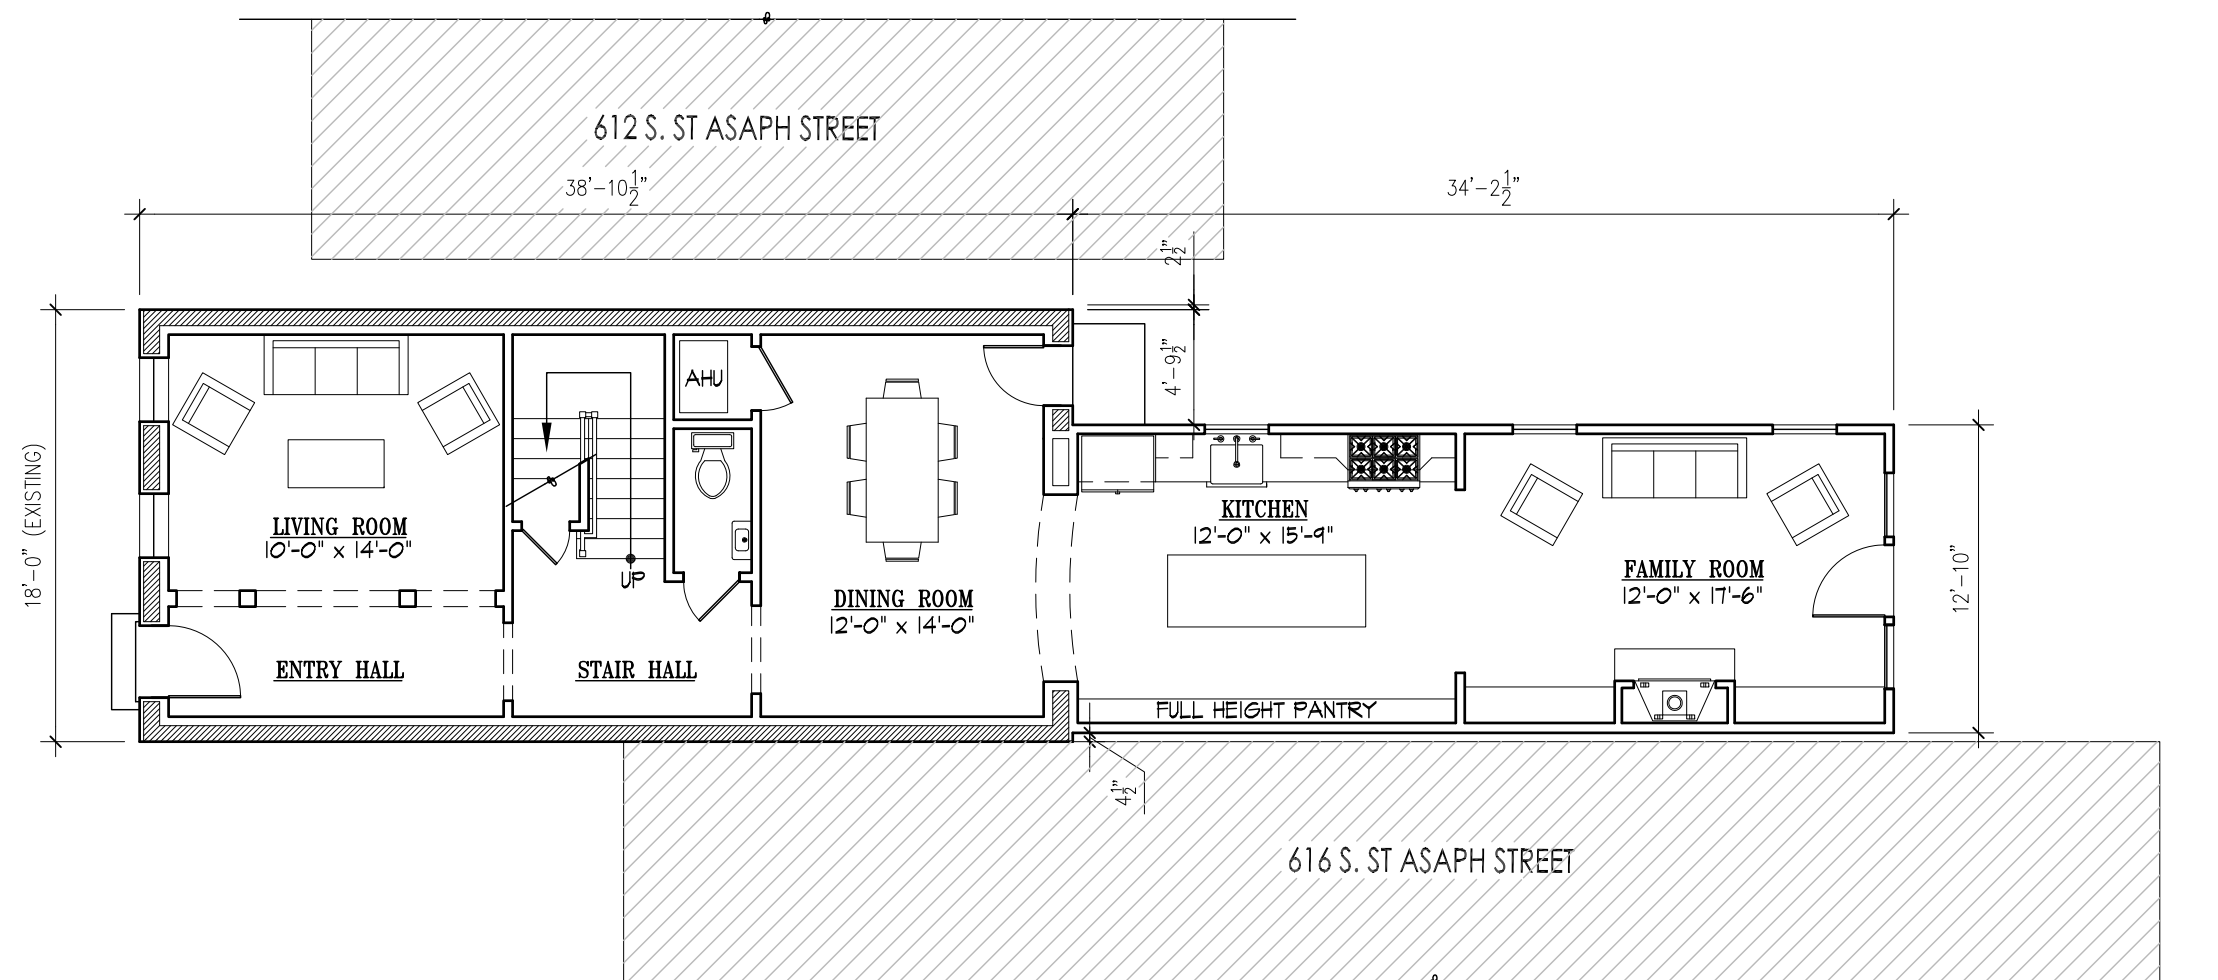 612 S. ST ASAPH STREET
38'-10½"
34'-2½"
2½"
4'-9½"
18'-0" (EXISTING)
AHU
LIVING ROOM
10'-0" x 14'-0"
UP
KITCHEN
12'-0" x 15'-9"
FAMILY ROOM
12'-0" x 17'-6"
12'-10"
DINING ROOM
12'-0" x 14'-0"
ENTRY HALL
STAIR HALL
FULL HEIGHT PANTRY
4½"
616 S. ST ASAPH STREET